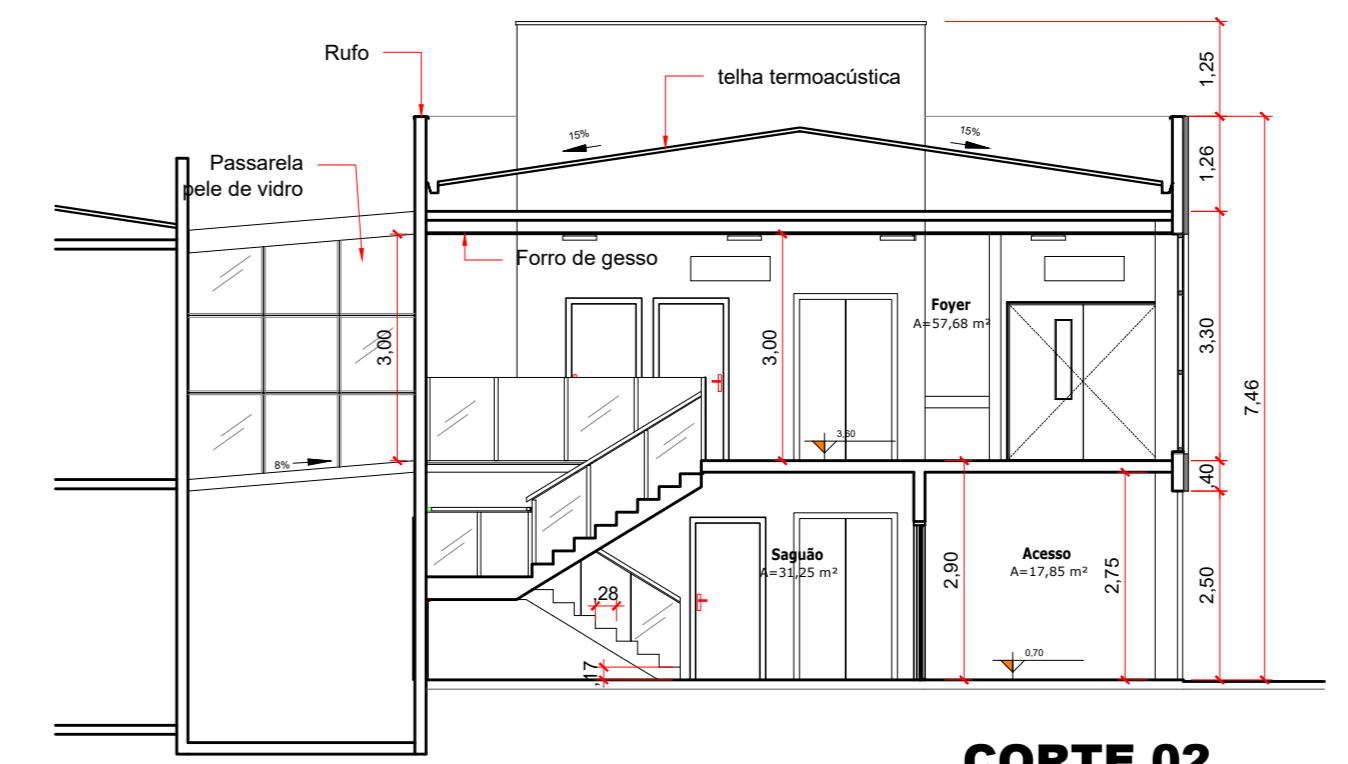 Rufo
telha termoacústica
1,25
15%
15%
1,26
Passarela
pele de vidro
Forro de gesso
Foyer
A=57,68 m²
3,00
3,00
3,30
7,46
3,60
8%
,40
Saguão
A=31,25 m²
Acesso
A=17,85 m²
2,90
2,75
2,50
,28
,17
0,70
CORTE 02